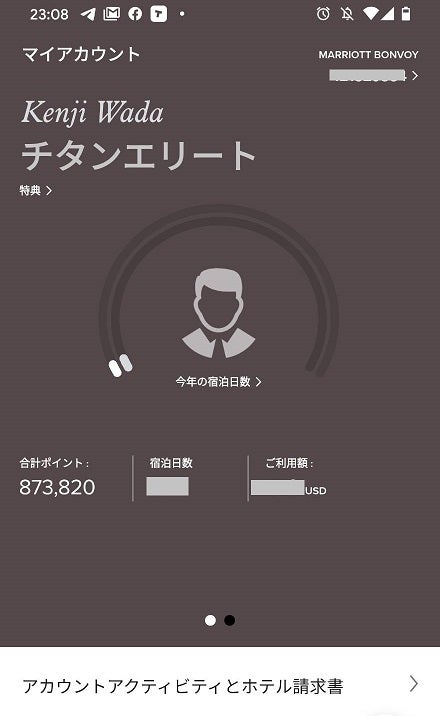 23:08
マイアカウント
MARRIOTT BONVOY
Kenji Wada
チタンエリート
特典
今年の宿泊日数
合計ポイント:
宿泊日数
ご利用額:
873,820
USD
アカウントアクティビティとホテル請求書